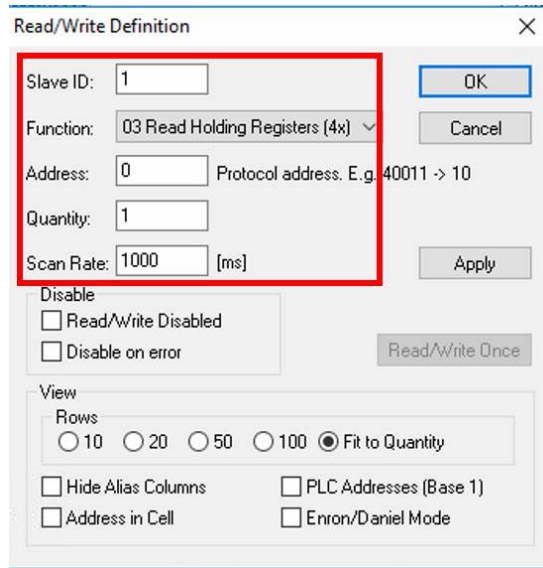 Read/Write Definition
Slave ID: 1 OK
Function: 03 Read Holding Registers (4x) Cancel
Address: 0 Protocol address. E.g. 40011 -> 10
Quantity: 1
Scan Rate: 1000 [ms] Apply
Disable
Read/Write Disabled
Disable on error
Read/Write Once
View
Rows
10 20 50 100 Fit to Quantity
Hide Alias Columns PLC Addresses (Base 1)
Address in Cell Enron/Daniel Mode